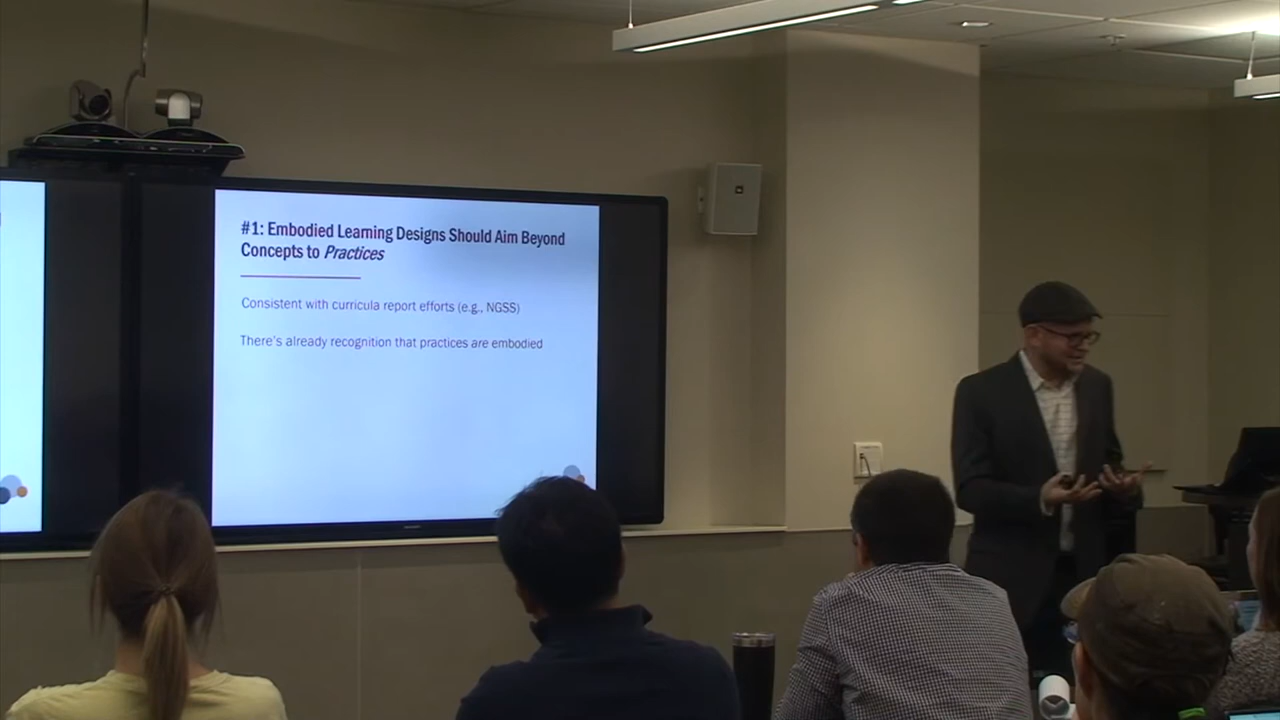 #1: Embodied Learning Designs Should Aim Beyond
Concepts to Practices
Consistent with curricula report efforts (e.g., NGSS)
There's already recognition that practices are embodied